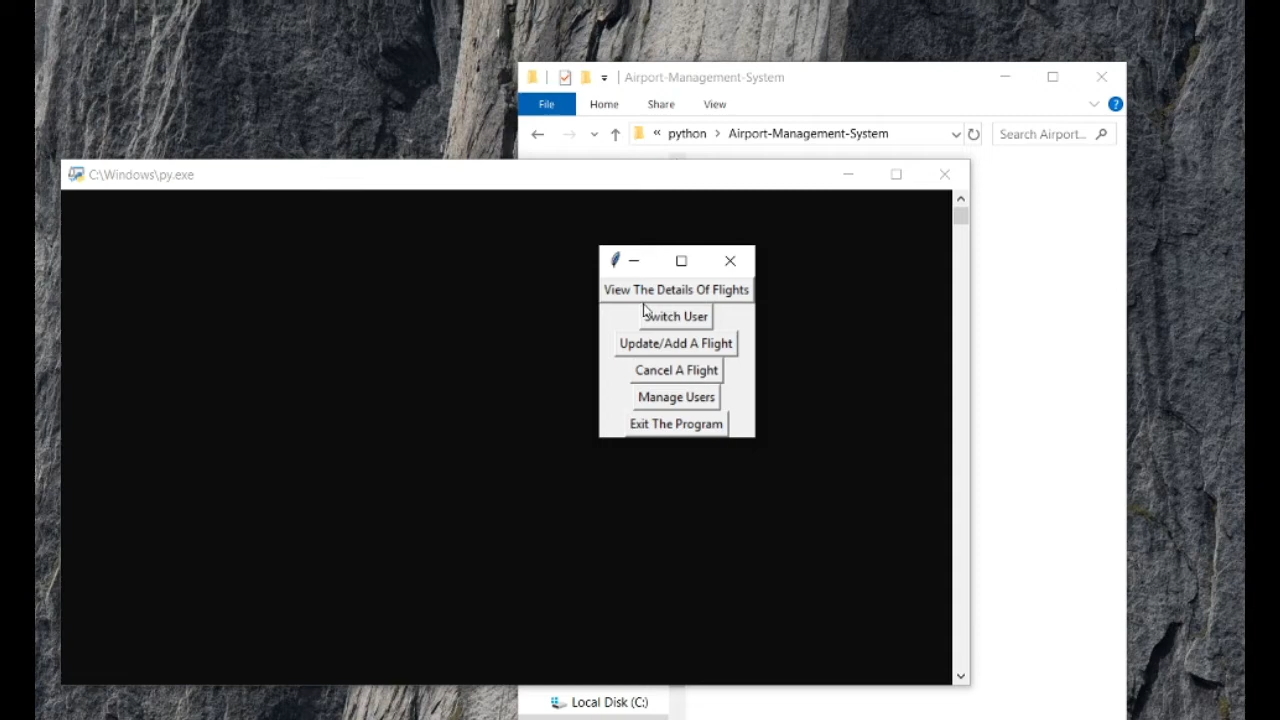 Airport-Management-System
File Home Share View
« python > Airport-Management-System
Search Airport...
C:\Windows\py.exe
View The Details Of Flights
Switch User
Update/Add A Flight
Cancel A Flight
Manage Users
Exit The Program
Local Disk (C:)